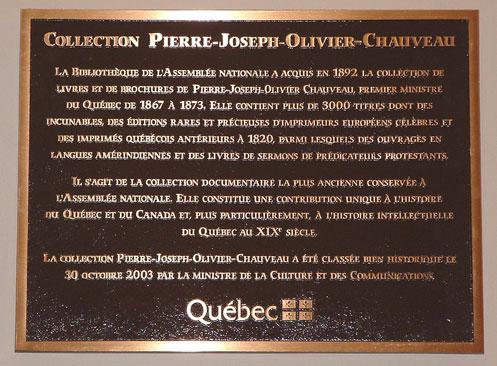 Collection Pierre-Joseph-Olivier-Chauveau
La Bibliothèque de l'Assemblée nationale a acquis en 1892 la collection de
livres et de brochures de Pierre-Joseph-Olivier Chauveau, premier ministre
du Québec de 1867 à 1873. Elle contient plus de 3000 titres dont des
incunables, des éditions rares et précieuses d'imprimeurs européens célèbres et
des imprimés québécois antérieurs à 1820, parmi lesquels des ouvrages en
langues amérindiennes et des livres de sermons de prédicateurs protestants.
Il s'agit de la collection documentaire la plus ancienne conservée à
l'Assemblée nationale. Elle constitue une contribution unique à l'histoire
du Québec et du Canada et, plus particulièrement, à l'histoire intellectuelle
du Québec au XIXe siècle.
La collection Pierre-Joseph-Olivier-Chauveau a été classée bien historique le
30 octobre 2003 par la ministre de la Culture et des Communications.
Québec